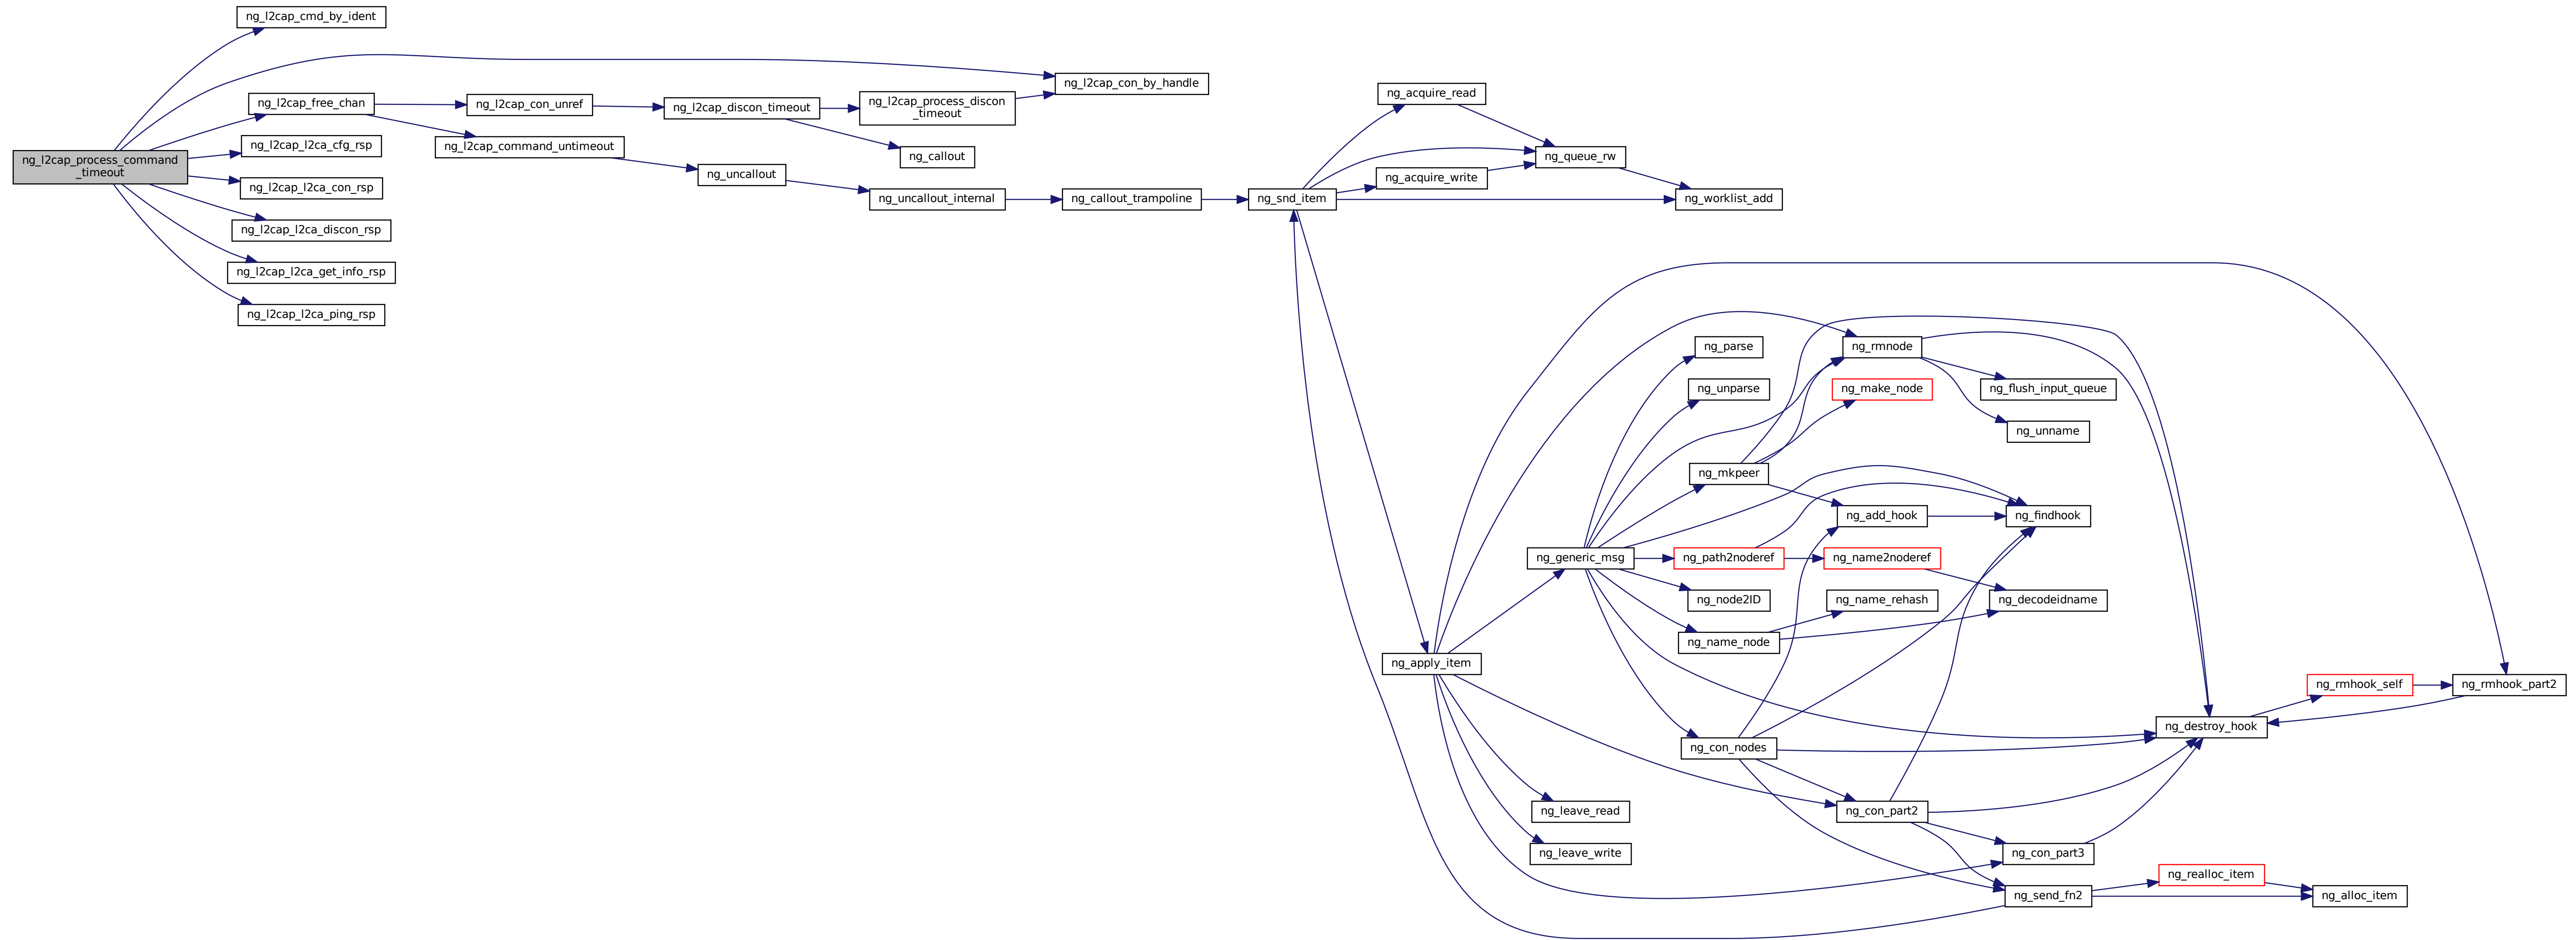 ng_l2cap_cmd_by_ident
ng_l2cap_con_by_handle
ng_l2cap_free_chan
ng_l2cap_con_unref
ng_l2cap_discon_timeout
ng_l2cap_process_discon
_timeout
ng_l2cap_l2ca_cfg_rsp
ng_l2cap_command_untimeout
ng_callout
ng_l2cap_process_command
_timeout
ng_uncallout
ng_l2cap_l2ca_con_rsp
ng_uncallout_internal
ng_callout_trampoline
ng_snd_item
ng_acquire_read
ng_queue_rw
ng_acquire_write
ng_worklist_add
ng_l2cap_l2ca_discon_rsp
ng_l2cap_l2ca_get_info_rsp
ng_l2cap_l2ca_ping_rsp
ng_parse
ng_rmnode
ng_unparse
ng_make_node
ng_flush_input_queue
ng_unname
ng_mkpeer
ng_add_hook
ng_findhook
ng_generic_msg
ng_path2noderef
ng_name2noderef
ng_node2ID
ng_name_rehash
ng_decodeidname
ng_name_node
ng_apply_item
ng_rmhook_self
ng_rmhook_part2
ng_destroy_hook
ng_con_nodes
ng_leave_read
ng_con_part2
ng_leave_write
ng_con_part3
ng_realloc_item
ng_send_fn2
ng_alloc_item